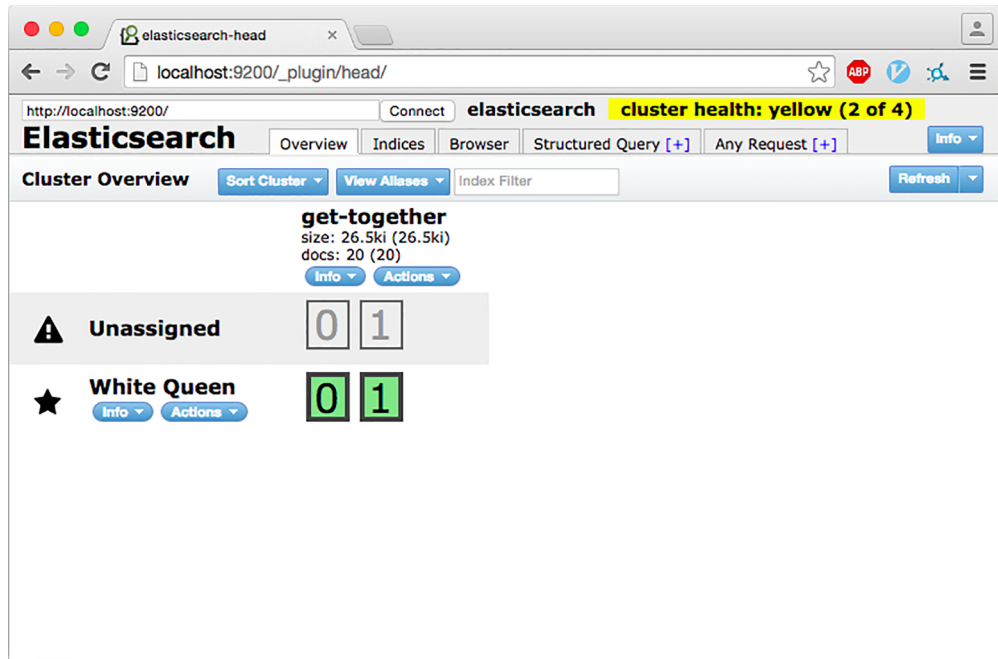 elasticsearch-head
localhost:9200/_plugin/head/
ABP
http://localhost:9200/ Connect elasticsearch cluster health: yellow (2 of 4)
Elasticsearch Overview Indices Browser Structured Query [+] Any Request [+] Info
Cluster Overview Sort Cluster View Aliases Index Filter Refresh
get-together
size: 26.5ki (26.5ki)
docs: 20 (20)
Info Actions
Unassigned 0 1
White Queen 0 1
Info Actions